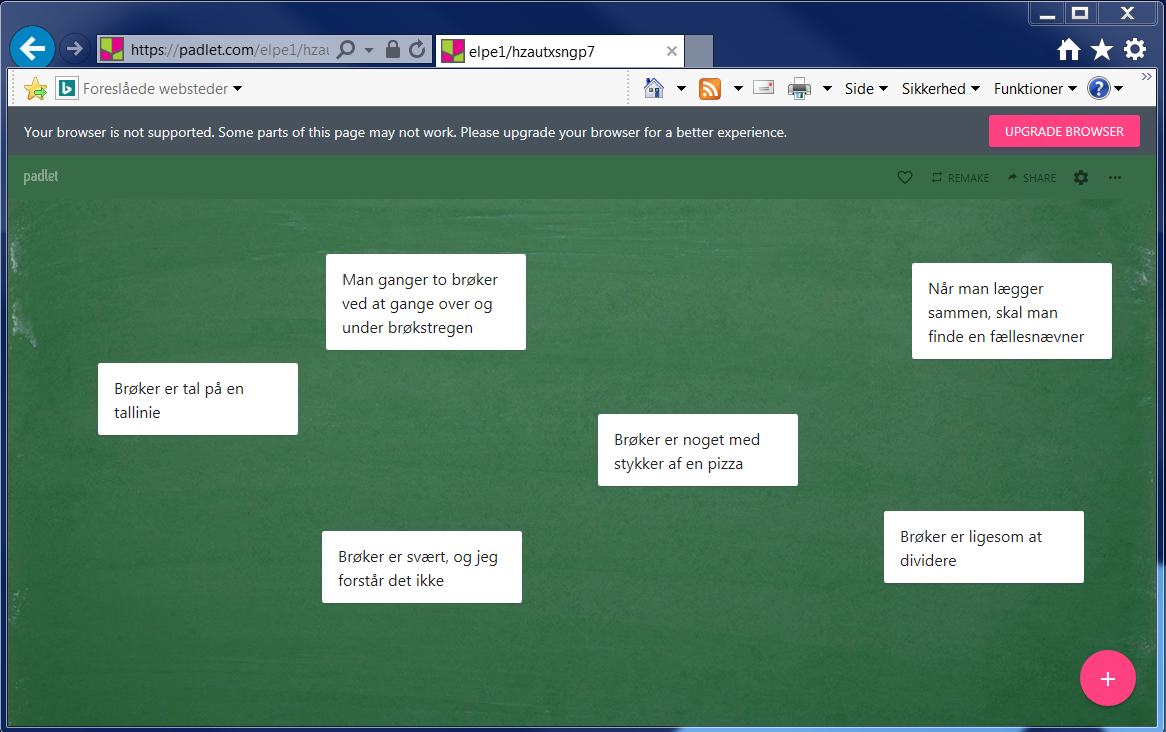 https://padlet.com/elpe1/hzau
elpe1/hzautxsngp7
Foreslåede websteder
Side
Sikkerhed
Funktioner
Your browser is not supported. Some parts of this page may not work. Please upgrade your browser for a better experience.
UPGRADE BROWSER
padlet
REMAKE
SHARE
Man ganger to brøker
ved at gange over og
under brøkstregen
Når man lægger
sammen, skal man
finde en fællesnævner
Brøker er tal på en
tallinie
Brøker er noget med
stykker af en pizza
Brøker er svært, og jeg
forstår det ikke
Brøker er ligesom at
dividere